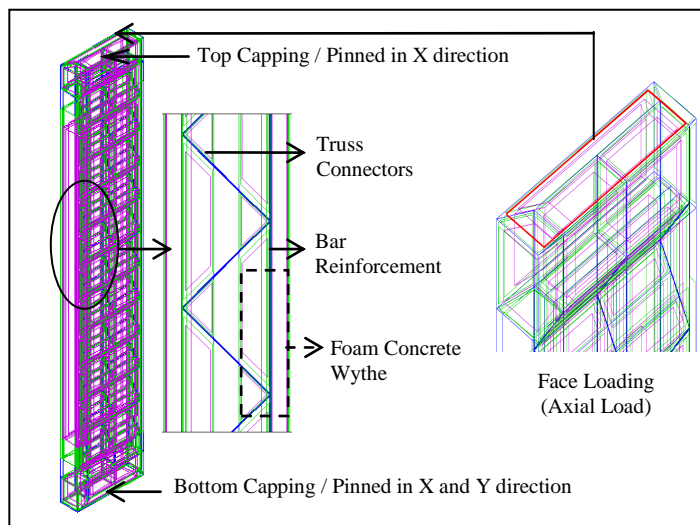 Top Capping / Pinned in X direction
Truss
Connectors
Bar
Reinforcement
Foam Concrete
Wythe
Face Loading
(Axial Load)
Bottom Capping / Pinned in X and Y direction